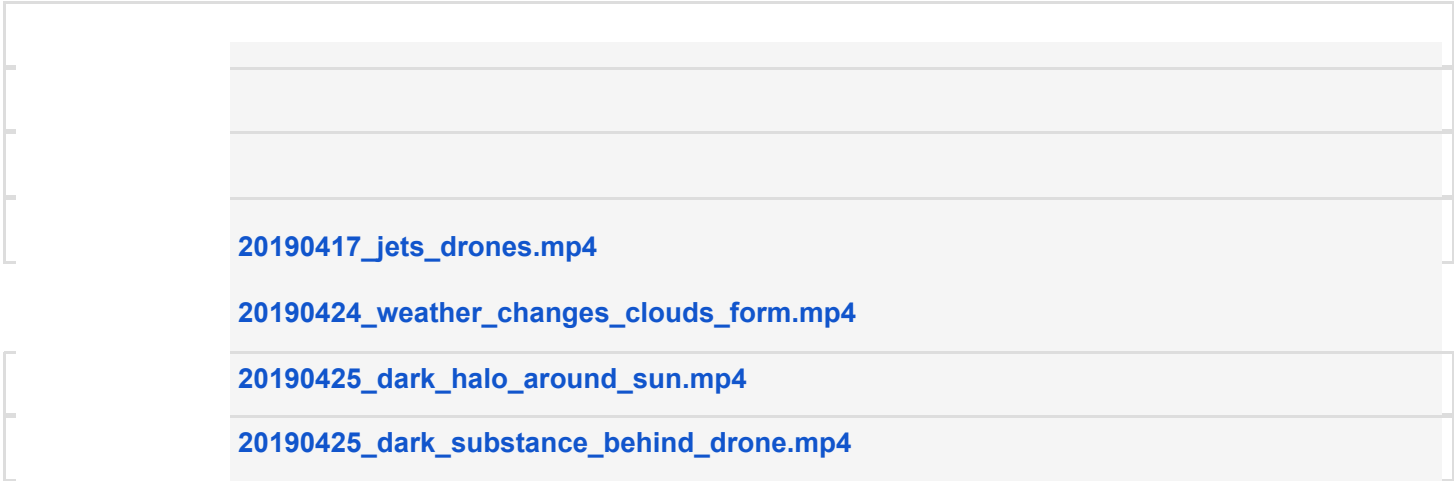 20190417_jets_drones.mp4
20190424_weather_changes_clouds_form.mp4
20190425_dark_halo_around_sun.mp4
20190425_dark_substance_behind_drone.mp4